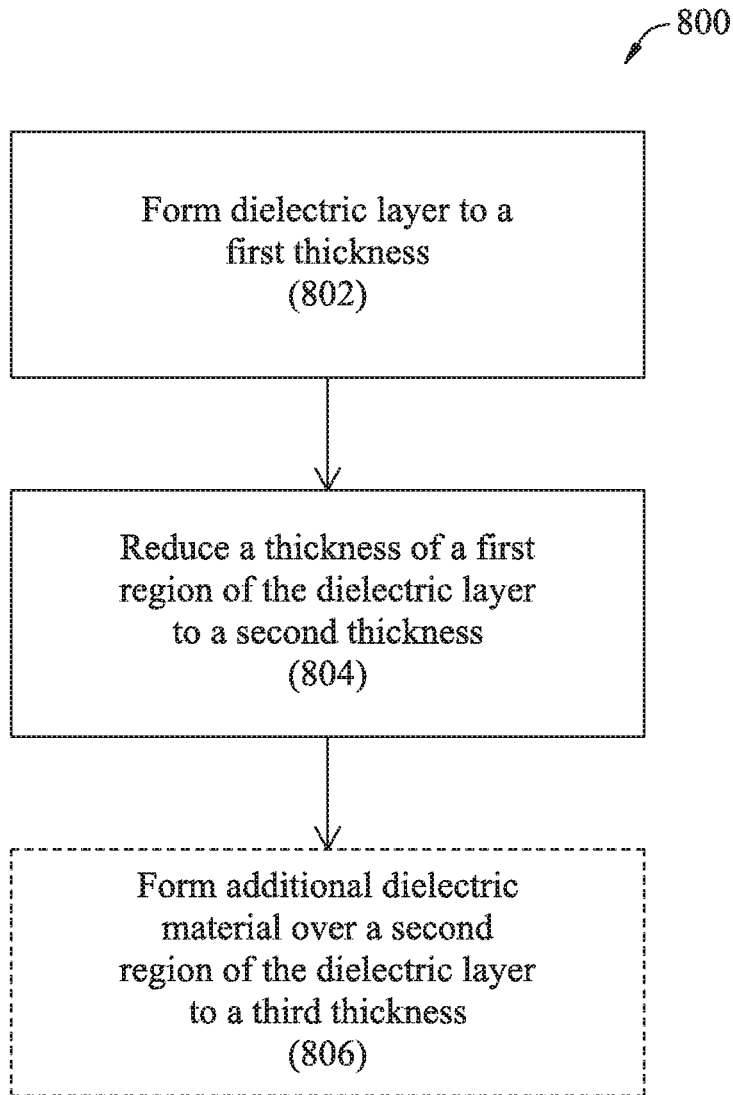 800
Form dielectric layer to a
first thickness
(802)
Reduce a thickness of a first
region of the dielectric layer
to a second thickness
(804)
Form additional dielectric
material over a second
region of the dielectric layer
to a third thickness
(806)